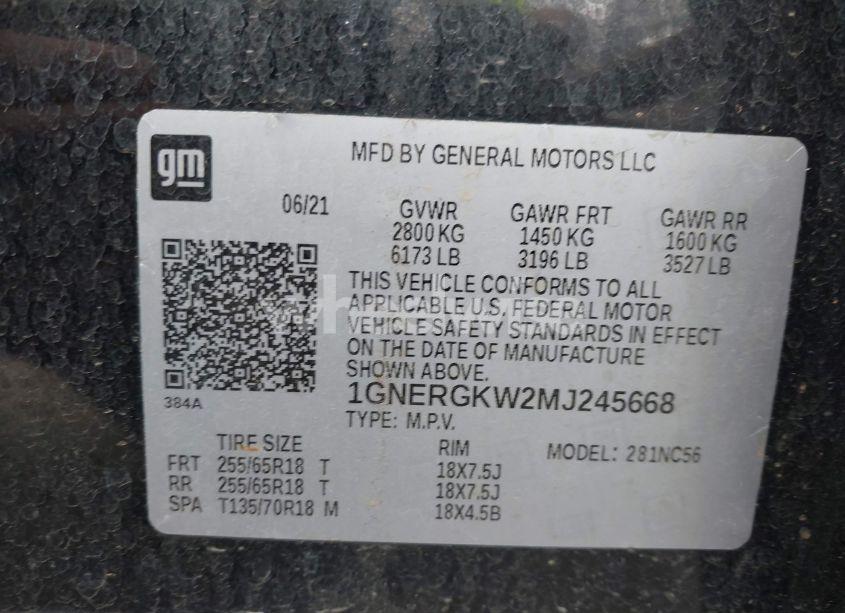 gm
MFD BY GENERAL MOTORS LLC
06/21
GVWR GAWR FRT GAWR RR
2800 KG 1450 KG 1600 KG
6173 LB 3196 LB 3527 LB
THIS VEHICLE CONFORMS TO ALL
APPLICABLE U.S. FEDERAL MOTOR
VEHICLE SAFETY STANDARDS IN EFFECT
ON THE DATE OF MANUFACTURE
SHOWN ABOVE.
384A
1GNERGKW2MJ245668
TYPE: M.P.V.
TIRE SIZE RIM MODEL: 281NC56
FRT 255/65R18 T 18X7.5J
RR 255/65R18 T 18X7.5J
SPA T135/70R18 M 18X4.5B